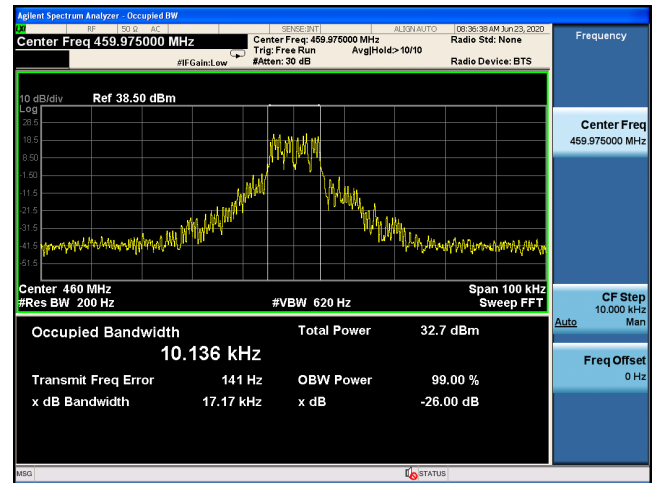 Agilent Spectrum Analyzer - Occupied BW
LXI RF 50 Ω AC SENSE:INT ALIGN AUTO 08:36:38 AM Jun 23, 2020
Center Freq 459.975000 MHz
Center Freq: 459.975000 MHz
Radio Std: None
Trig: Free Run Avg|Hold:>10/10
#IFGain:Low #Atten: 30 dB Radio Device: BTS
10 dB/div Ref 38.50 dBm
Log
28.5
18.5
8.50
-1.50
-11.5
-21.5
-31.5
-41.5
-51.5
Center 460 MHz Span 100 kHz
#Res BW 200 Hz #VBW 620 Hz Sweep FFT
Occupied Bandwidth Total Power 32.7 dBm
10.136 kHz
Transmit Freq Error 141 Hz OBW Power 99.00 %
x dB Bandwidth 17.17 kHz x dB -26.00 dB
MSG STATUS
Frequency
Center Freq
459.975000 MHz
CF Step
10.000 kHz
Auto Man
Freq Offset
0 Hz